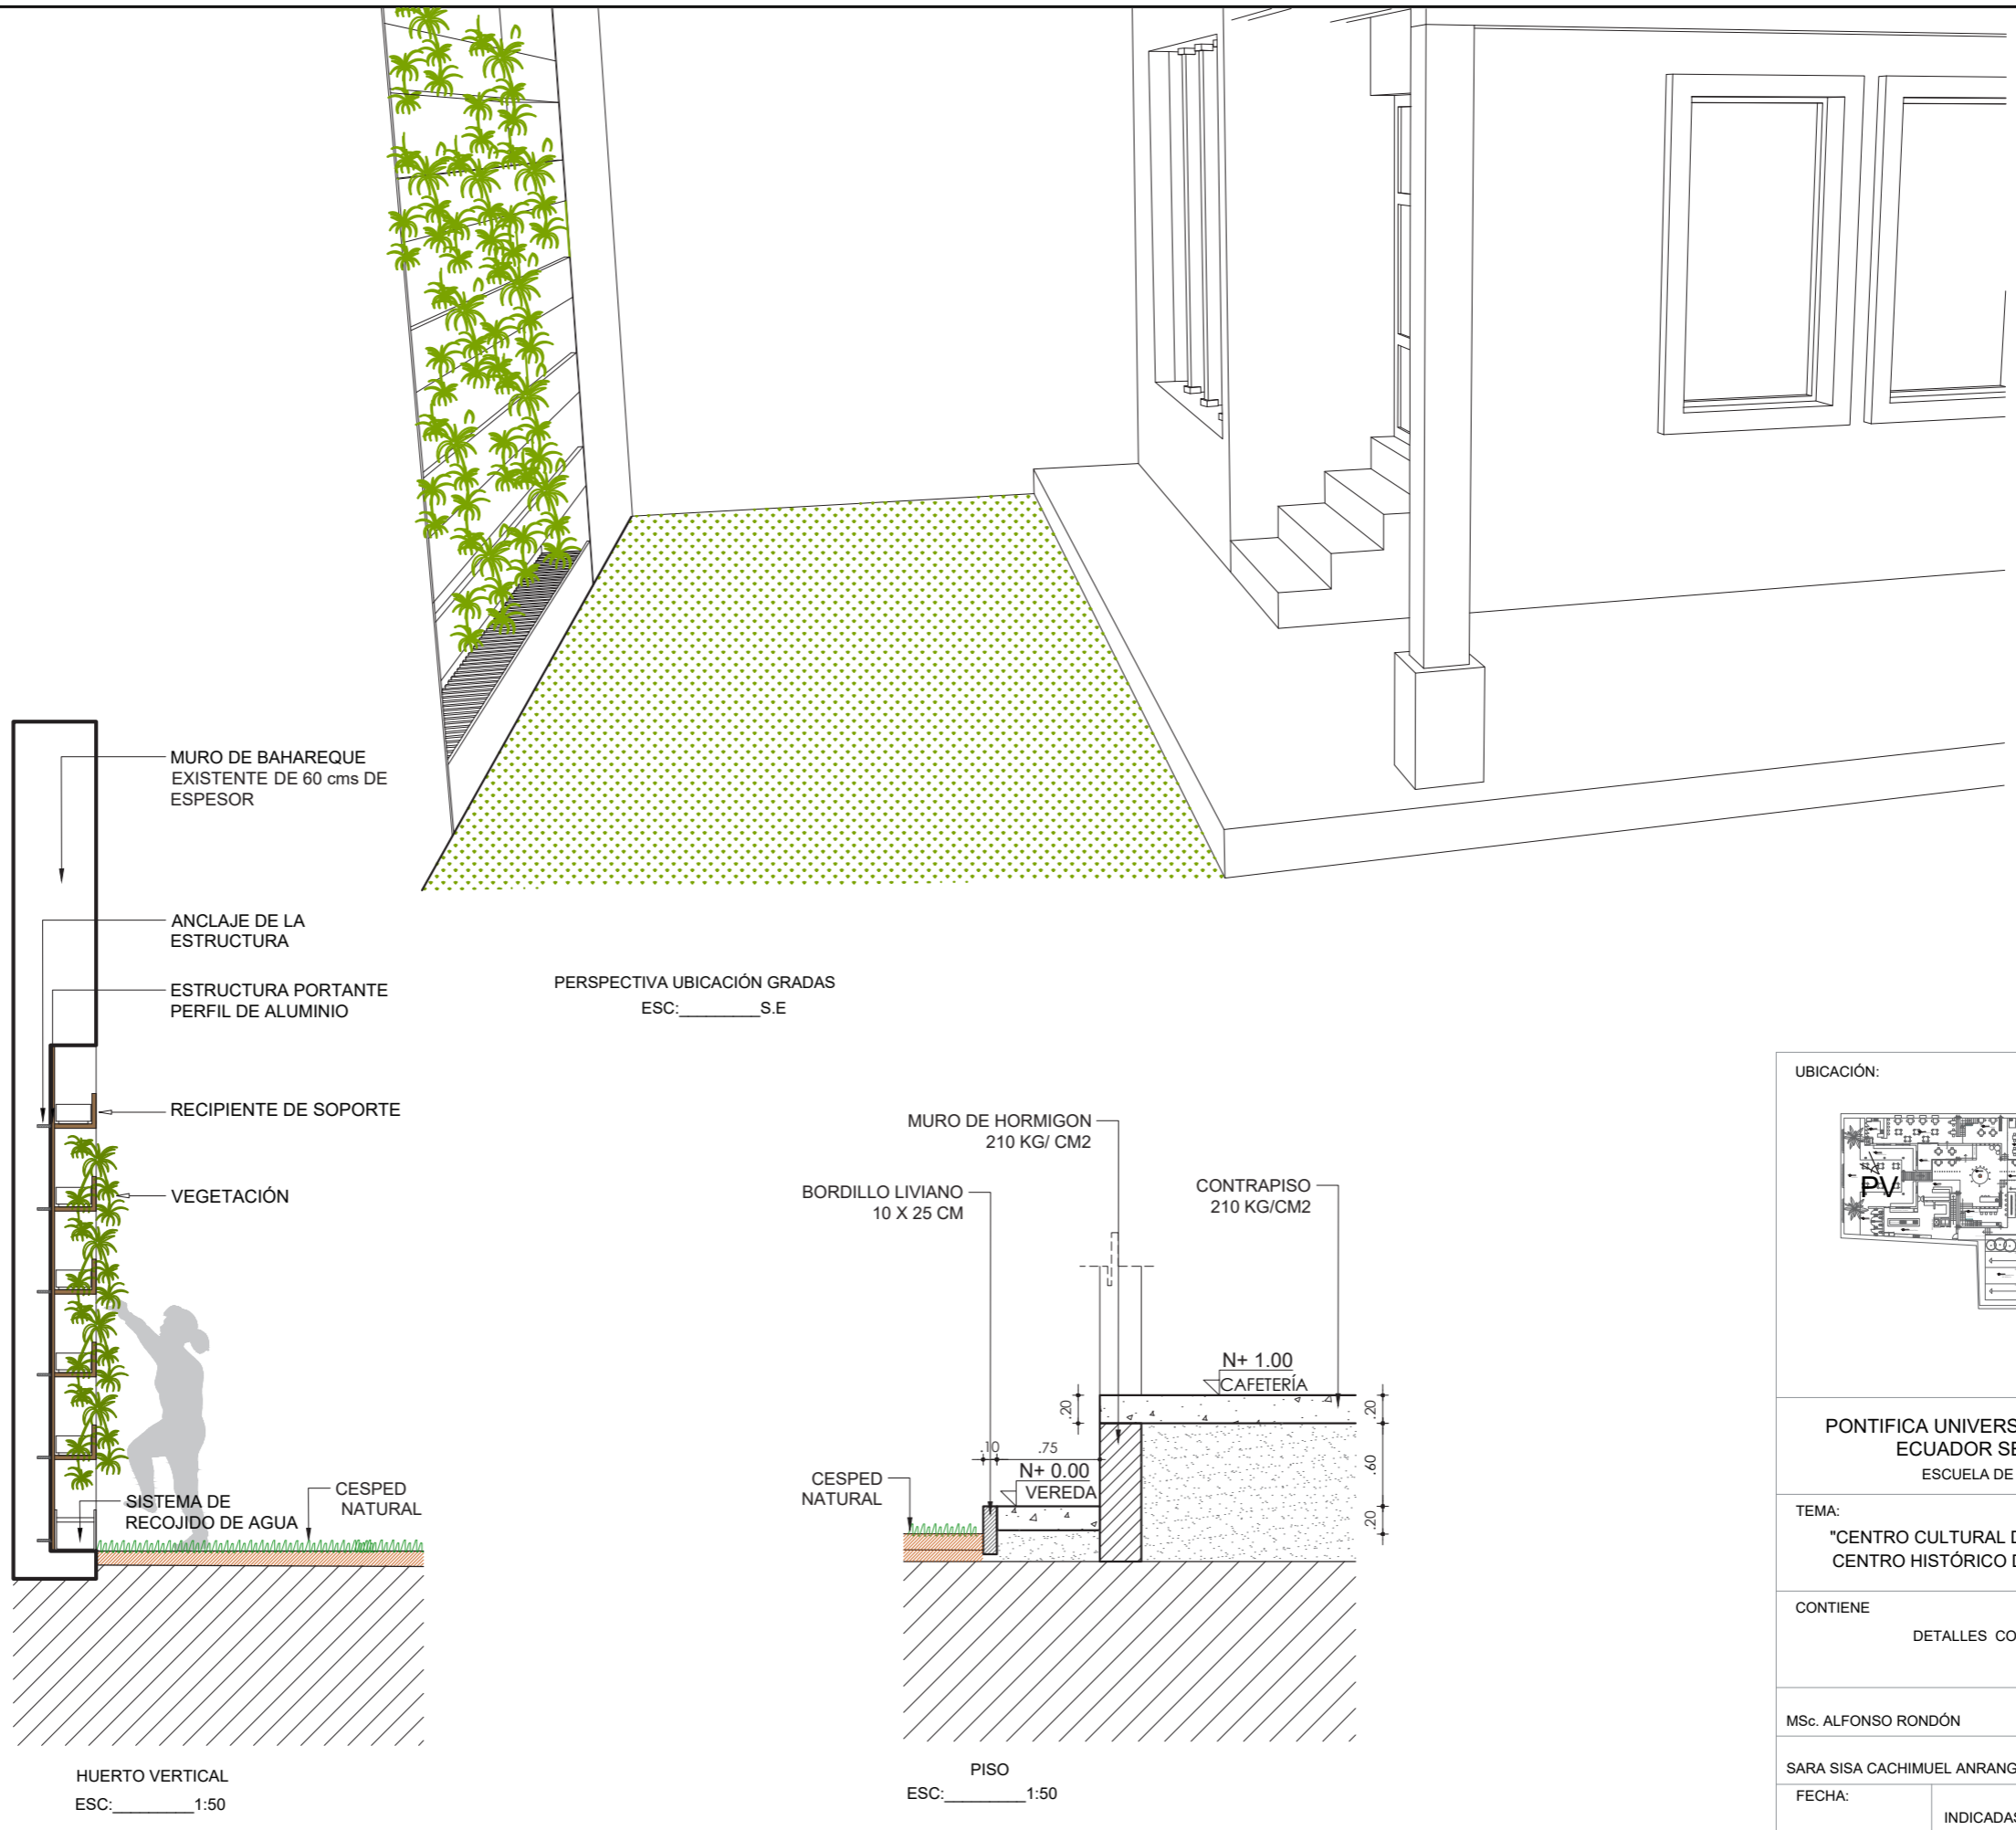 MURO DE BAHAREQUE
EXISTENTE DE 60 cms DE
ESPESOR
ANCLAJE DE LA
ESTRUCTURA
ESTRUCTURA PORTANTE
PERFIL DE ALUMINIO
RECIPIENTE DE SOPORTE
VEGETACIÓN
SISTEMA DE
RECOJIDO DE AGUA
CESPED
NATURAL
HUERTO VERTICAL
ESC:_________1:50
PERSPECTIVA UBICACIÓN GRADAS
ESC:_________S.E
MURO DE HORMIGON
210 KG/ CM2
BORDILLO LIVIANO
10 X 25 CM
CONTRAPISO
210 KG/CM2
N+ 1.00
CAFETERÍA
.20
.20
.10
.75
.60
N+ 0.00
VEREDA
.20
CESPED
NATURAL
PISO
ESC:_________1:50
UBICACIÓN:
PV
PONTIFICA UNIVERS
ECUADOR SE
ESCUELA DE
TEMA:
"CENTRO CULTURAL D
CENTRO HISTÓRICO D
CONTIENE
DETALLES CO
MSc. ALFONSO RONDÓN
SARA SISA CACHIMUEL ANRANG
FECHA:
INDICADAS